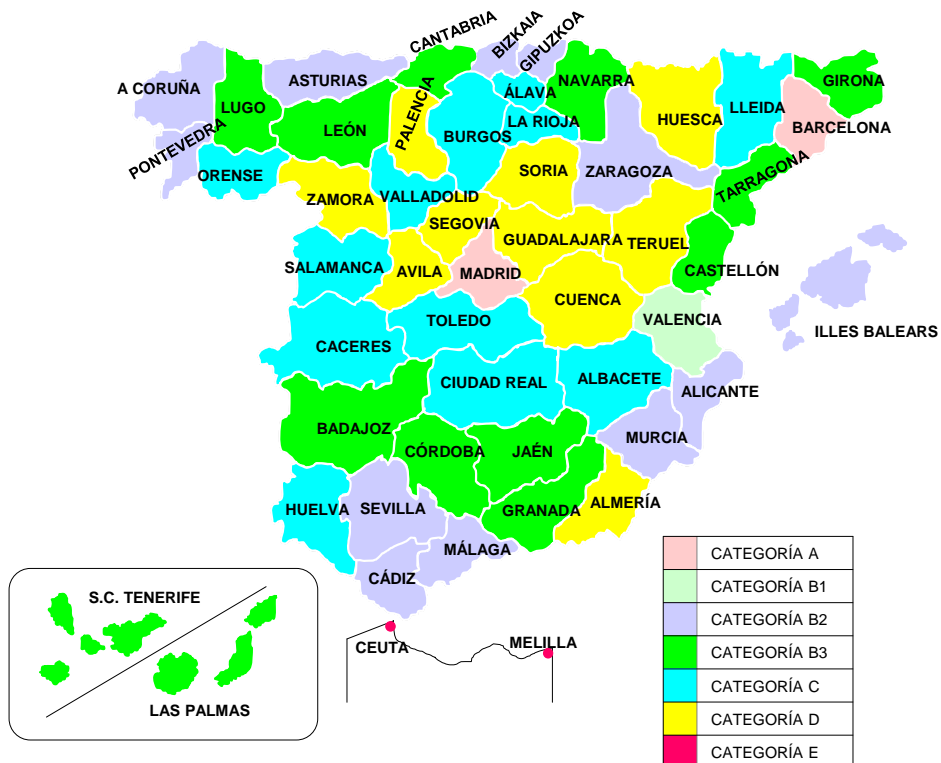 CANTABRIA
BIZKAIA
GIPUZKOA
A CORUÑA
ASTURIAS
LUGO
LEÓN
PALENCIA
BURGOS
ÁLAVA
NAVARRA
LA RIOJA
HUESCA
LLEIDA
GIRONA
BARCELONA
PONTEVEDRA
ORENSE
ZAMORA
VALLADOLID
SORIA
ZARAGOZA
TARRAGONA
SEGOVIA
GUADALAJARA
TERUEL
SALAMANCA
AVILA
MADRID
CASTELLÓN
CUENCA
TOLEDO
VALENCIA
ILLES BALEARS
CACERES
CIUDAD REAL
ALBACETE
ALICANTE
BADAJOZ
CÓRDOBA
JAÉN
MURCIA
HUELVA
SEVILLA
GRANADA
ALMERÍA
MÁLAGA
CÁDIZ
S.C. TENERIFE
LAS PALMAS
CEUTA
MELILLA
CATEGORÍA A
CATEGORÍA B1
CATEGORÍA B2
CATEGORÍA B3
CATEGORÍA C
CATEGORÍA D
CATEGORÍA E